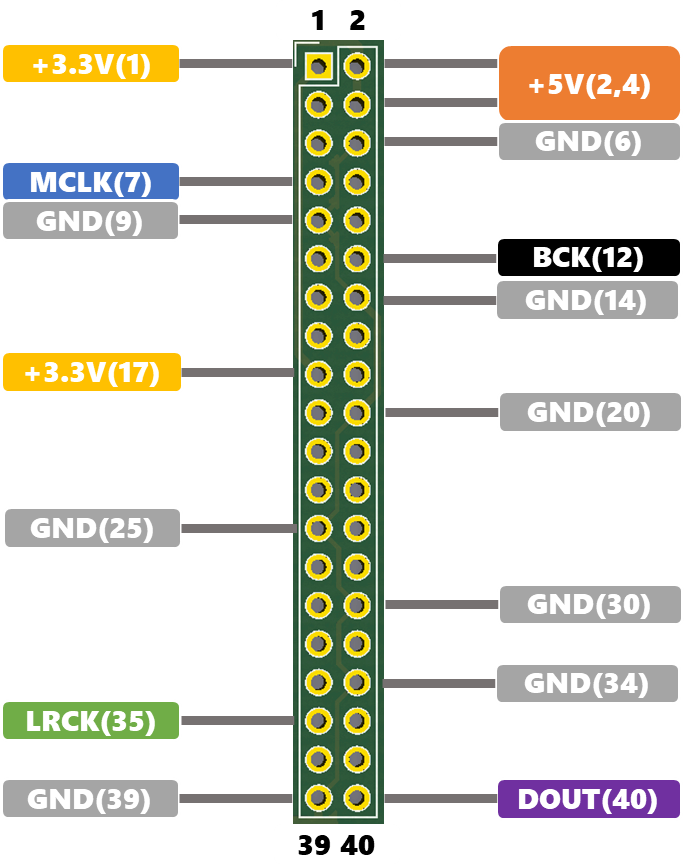 1 2
+3.3V(1)
+5V(2,4)
GND(6)
MCLK(7)
GND(9)
BCK(12)
GND(14)
+3.3V(17)
GND(20)
GND(25)
GND(30)
GND(34)
LRCK(35)
GND(39)
DOUT(40)
39 40